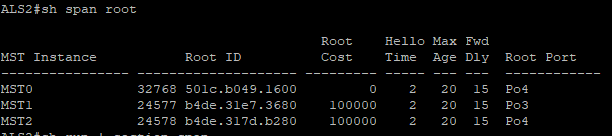 ALS2#sh span root
Root Hello Max Fwd
MST Instance Root ID Cost Time Age Dly Root Port
---------------- -------------------- --------- ----- --- --- ------------
MST0 32768 501c.b049.1600 0 2 20 15 Po4
MST1 24577 b4de.31e7.3680 100000 2 20 15 Po3
MST2 24578 b4de.317d.b280 100000 2 20 15 Po4
ALS2#sh run | section span